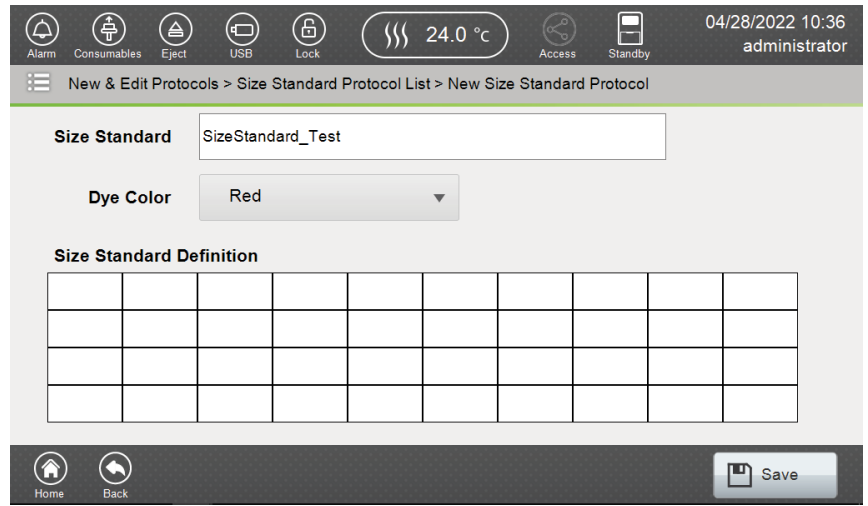 Alarm Consumables Eject USB Lock 24.0 °c Access Standby 04/28/2022 10:36
administrator
New & Edit Protocols > Size Standard Protocol List > New Size Standard Protocol
Size Standard SizeStandard_Test
Dye Color Red
Size Standard Definition
Home Back Save